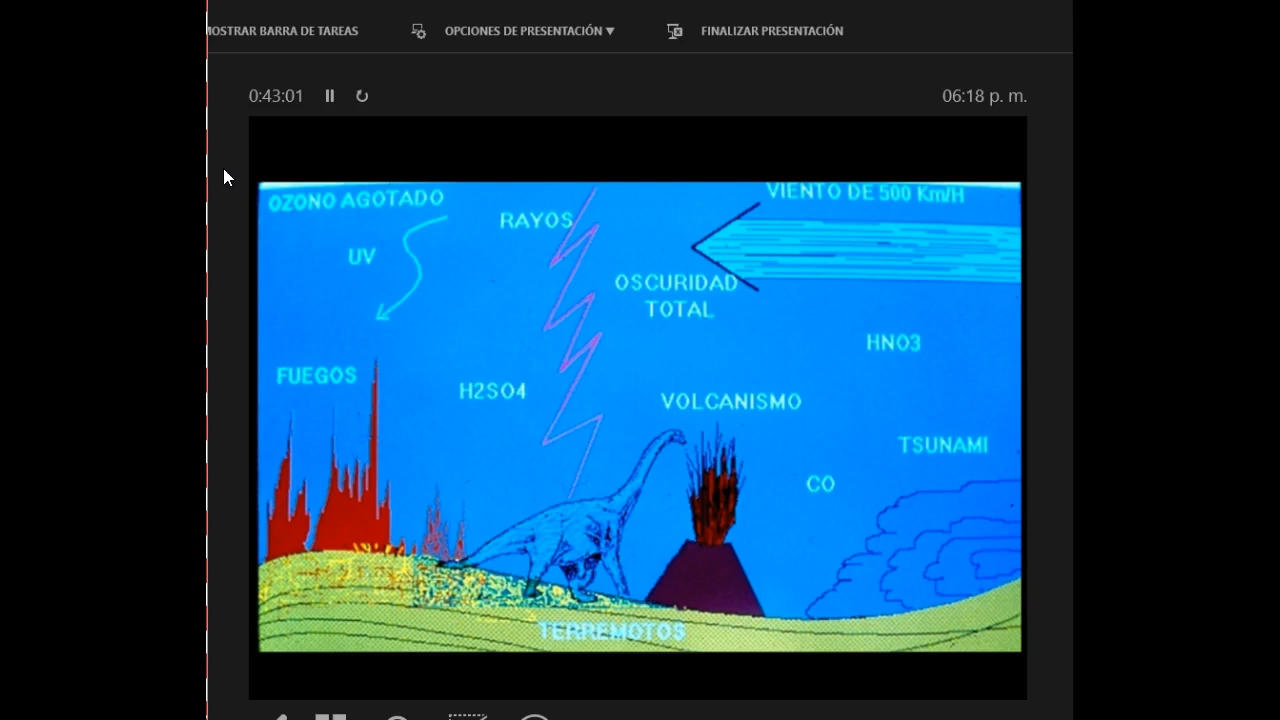 MOSTRAR BARRA DE TAREAS
OPCIONES DE PRESENTACIÓN ▼
FINALIZAR PRESENTACIÓN
0:43:01
06:18 p. m.
OZONO AGOTADO
VIENTO DE 500 Km/H
RAYOS
UV
OSCURIDAD
TOTAL
HNO3
FUEGOS
H2SO4
VOLCANISMO
TSUNAMI
CO
TERREMOTOS